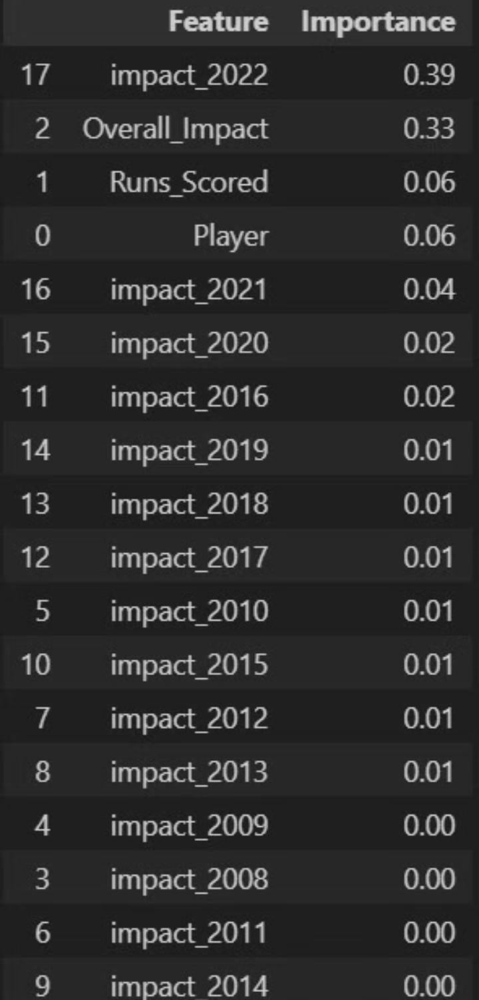 Feature Importance
17 impact_2022 0.39
2 Overall_Impact 0.33
1 Runs_Scored 0.06
0 Player 0.06
16 impact_2021 0.04
15 impact_2020 0.02
11 impact_2016 0.02
14 impact_2019 0.01
13 impact_2018 0.01
12 impact_2017 0.01
5 impact_2010 0.01
10 impact_2015 0.01
7 impact_2012 0.01
8 impact_2013 0.01
4 impact_2009 0.00
3 impact_2008 0.00
6 impact_2011 0.00
9 impact_2014 0.00